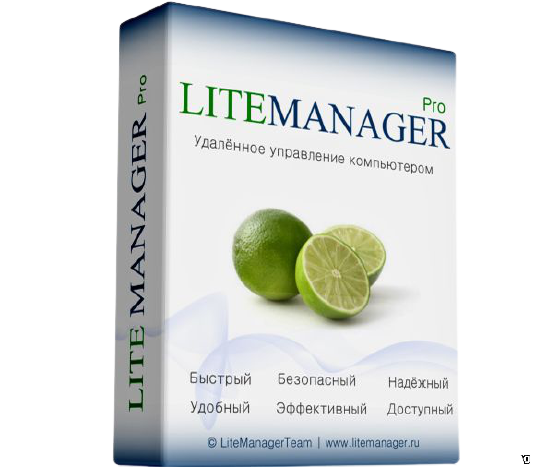 Pro
LITEMANAGER
Удалённое управление компьютером
Быстрый Безопасный Надёжный
Удобный Эффективный Доступный
© LiteManagerTeam | www.litemanager.ru
LITE MANAGER Pro